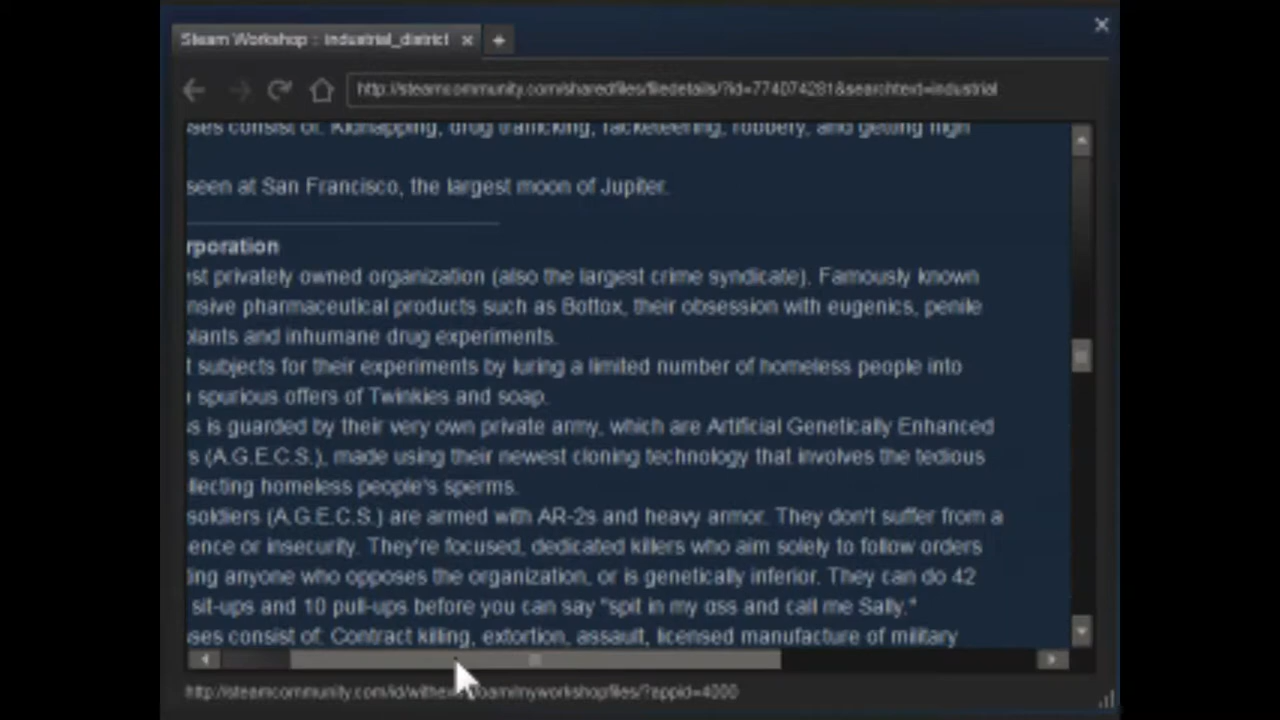 Steam Workshop :: industrial_district
http://steamcommunity.com/sharedfiles/filedetails/?id=774074281&searchtext=industrial
ses consist of: Kidnapping, drug trafficking, racketeering, robbery, and getting high
seen at San Francisco, the largest moon of Jupiter.
rporation
est privately owned organization (also the largest crime syndicate). Famously known
nsive pharmaceutical products such as Bottox, their obsession with eugenics, penile
plants and inhumane drug experiments.
t subjects for their experiments by luring a limited number of homeless people into
spurious offers of Twinkies and soap.
is guarded by their very own private army, which are Artificial Genetically Enhanced
s (A.G.E.C.S.), made using their newest cloning technology that involves the tedious
llecting homeless people's sperms.
soldiers (A.G.E.C.S.) are armed with AR-2s and heavy armor. They don't suffer from a
ence or insecurity. They're focused, dedicated killers who aim solely to follow orders
ling anyone who opposes the organization, or is genetically inferior. They can do 42
sit-ups and 10 pull-ups before you can say "spit in my ass and call me Sally."
ses consist of: Contract killing, extortion, assault, licensed manufacture of military